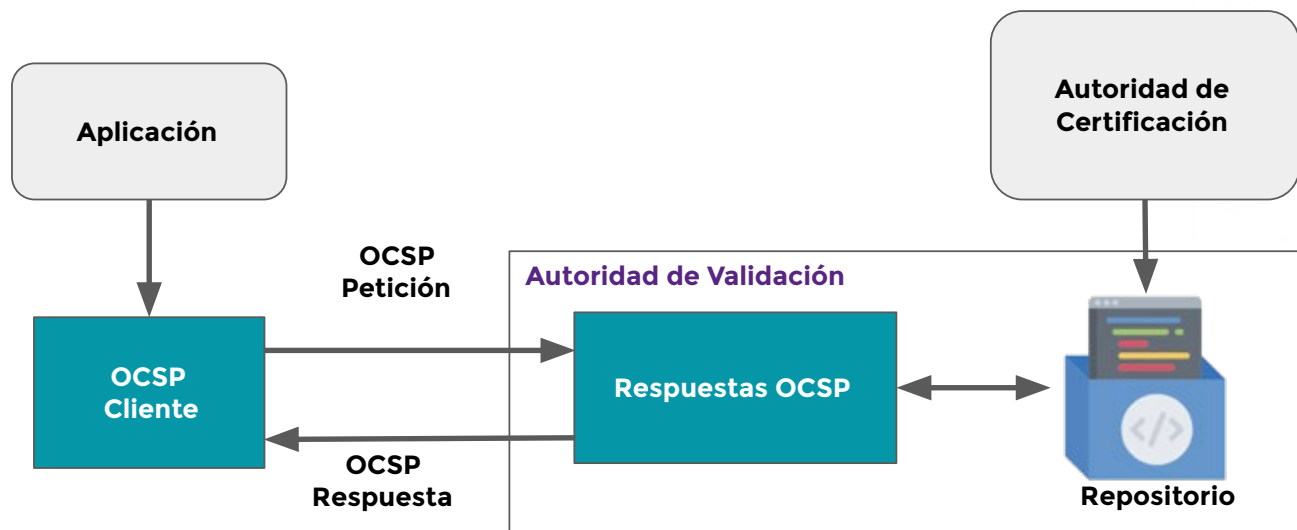 Aplicación
Autoridad de
Certificación
OCSP
Petición
Autoridad de Validación
OCSP
Cliente
Respuestas OCSP
</>
OCSP
Respuesta
Repositorio